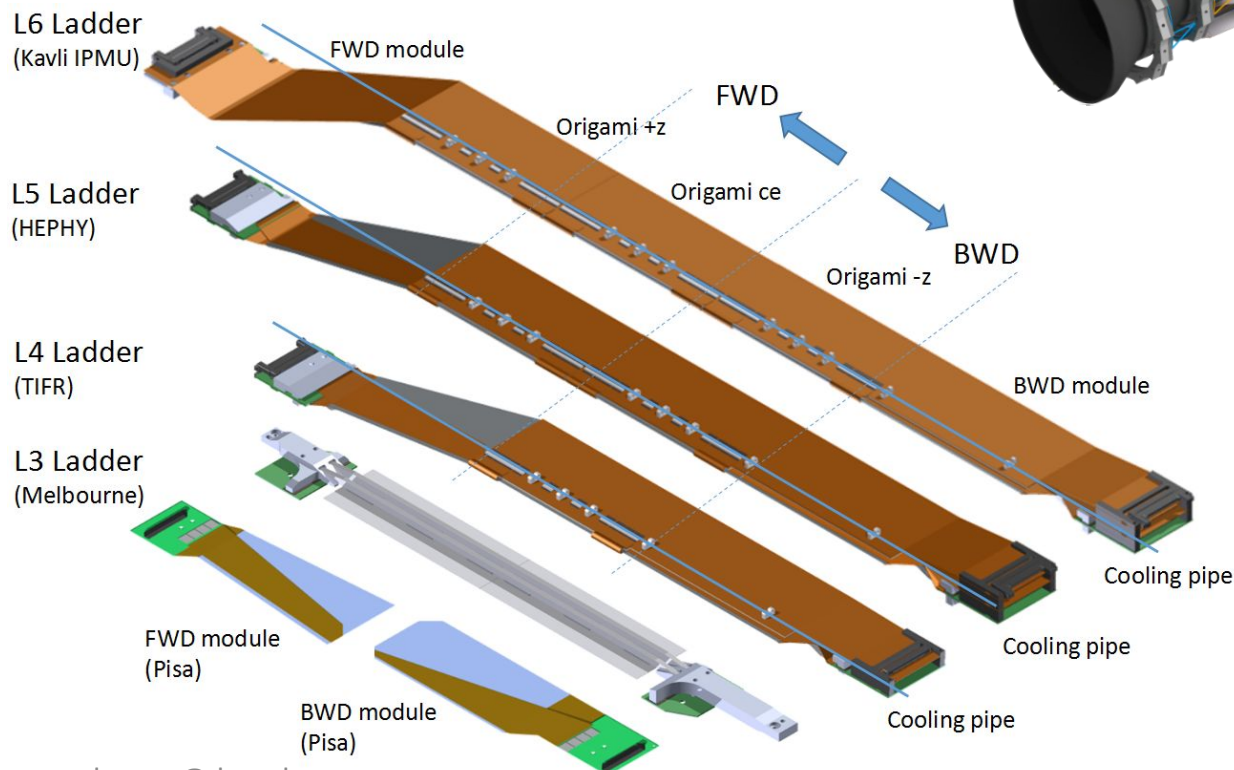 L6 Ladder
(Kavli IPMU)
FWD module
FWD
Origami +z
Origami ce
L5 Ladder
(HEPHY)
BWD
Origami -z
L4 Ladder
(TIFR)
BWD module
L3 Ladder
(Melbourne)
Cooling pipe
FWD module
(Pisa)
Cooling pipe
BWD module
(Pisa)
Cooling pipe